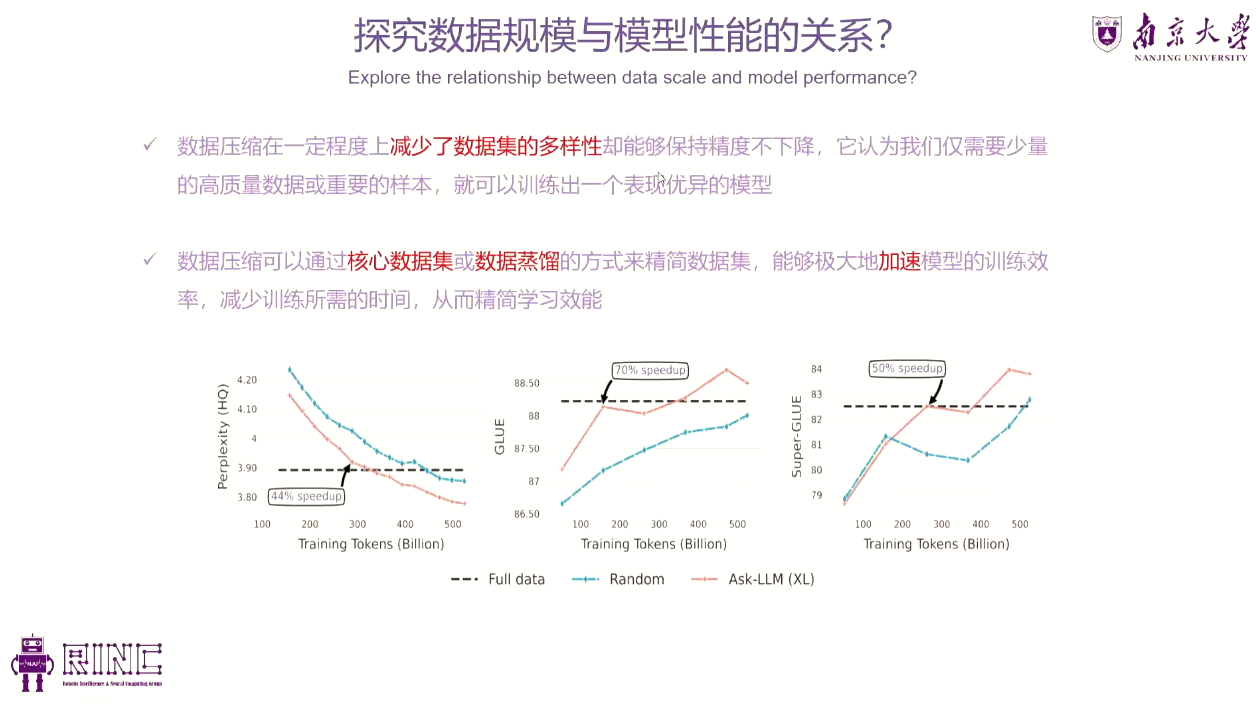 探究数据规模与模型性能的关系?
南京大学
NANJING UNIVERSITY
Explore the relationship between data scale and model performance?
✓ 数据压缩在一定程度上减少了数据集的多样性却能够保持精度不下降，它认为我们仅需要少量
的高质量数据或重要的样本，就可以训练出一个表现优异的模型
✓ 数据压缩可以通过核心数据集或数据蒸馏的方式来精简数据集，能够极大地加速模型的训练效
率，减少训练所需的时间，从而精简学习效能
Perplexity (HQ)
4.20
4.10
4
3.90
3.80
44% speedup
100 200 300 400 500
Training Tokens (Billion)
GLUE
88.50
88
87.50
87
86.50
70% speedup
100 200 300 400 500
Training Tokens (Billion)
Super-GLUE
84
83
82
81
80
79
50% speedup
100 200 300 400 500
Training Tokens (Billion)
Full data Random Ask-LLM (XL)
RINC
Robotic Intelligence & Neural Computing Group